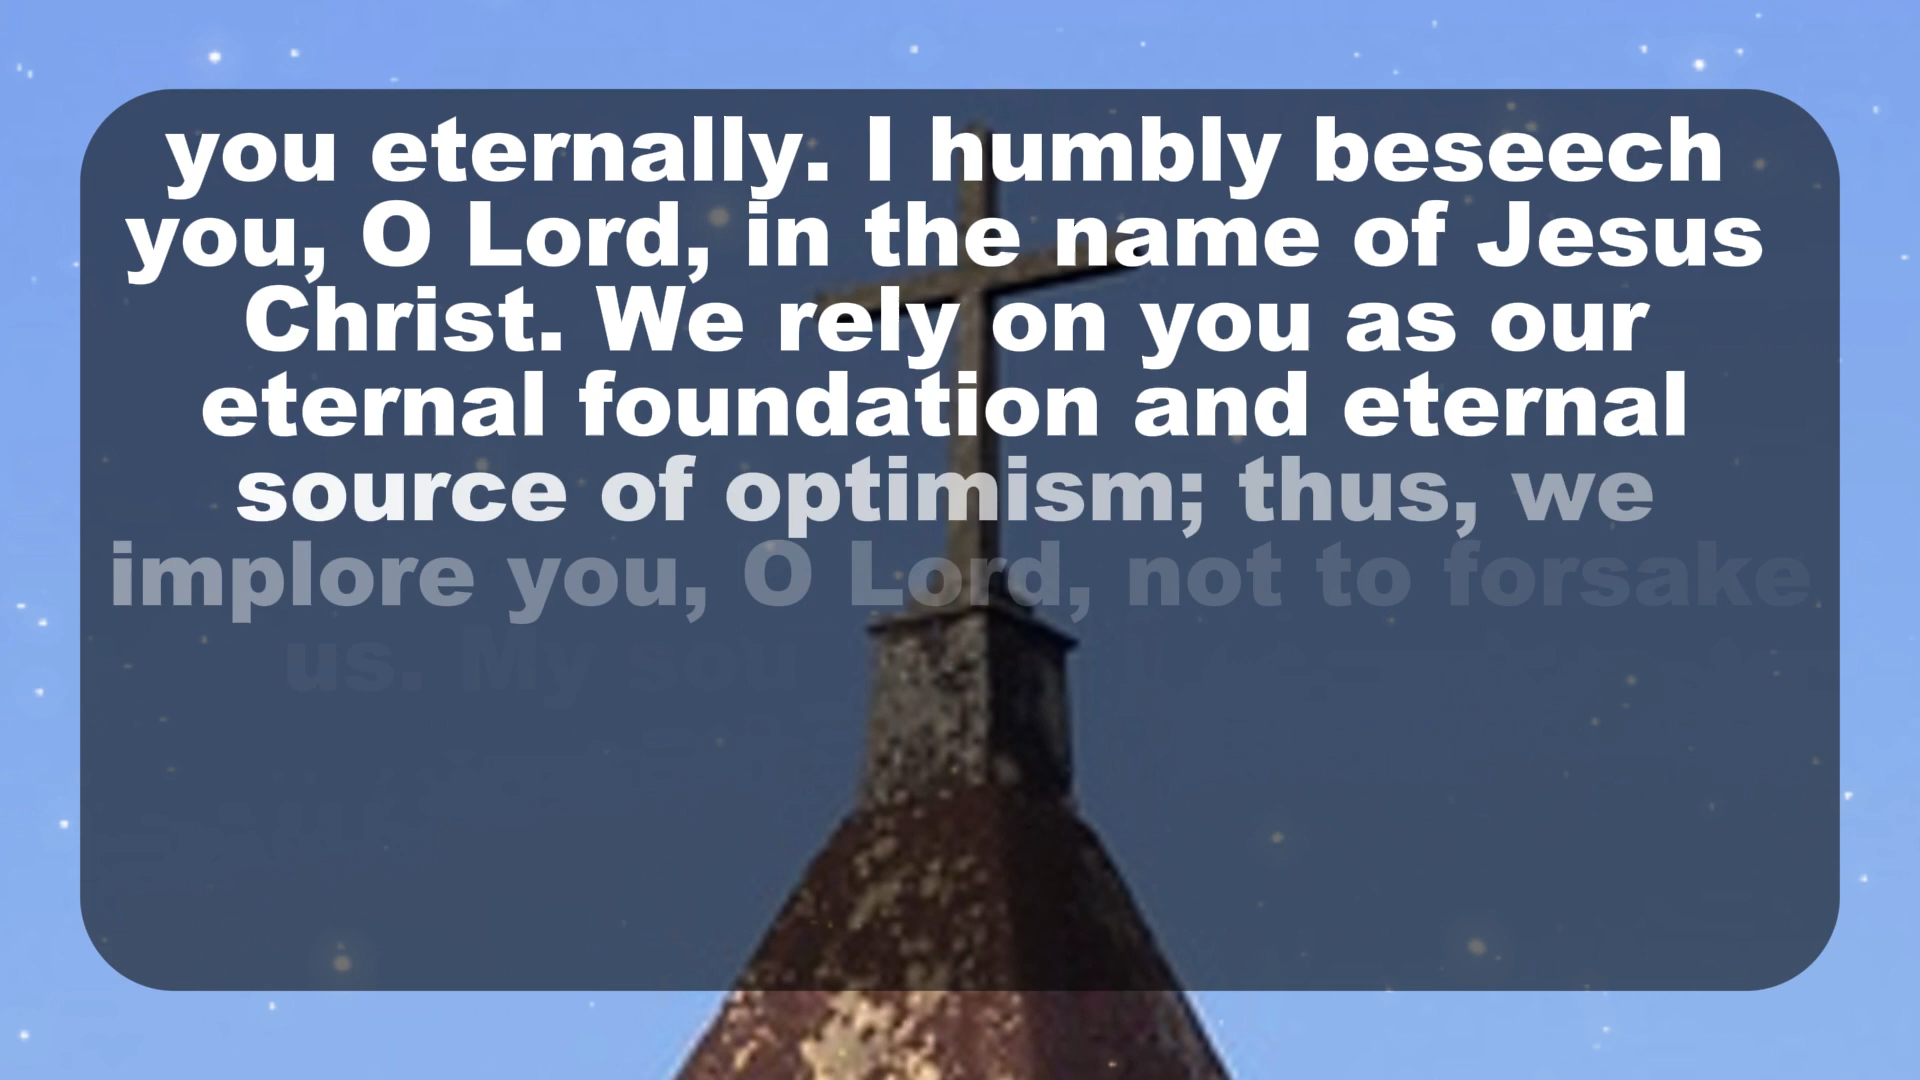 you eternally. I humbly beseech
you, O Lord, in the name of Jesus
Christ. We rely on you as our
eternal foundation and eternal
source of optimism; thus, we
implore you, O Lord, not to forsake
us. My sou